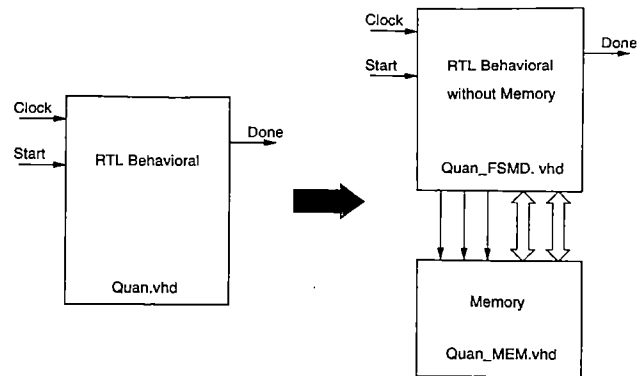 Clock
Start
RTL Behavioral
Done
Quan.vhd
Clock
Start
RTL Behavioral
without Memory
Done
Quan_FSMD. vhd
Memory
Quan_MEM.vhd